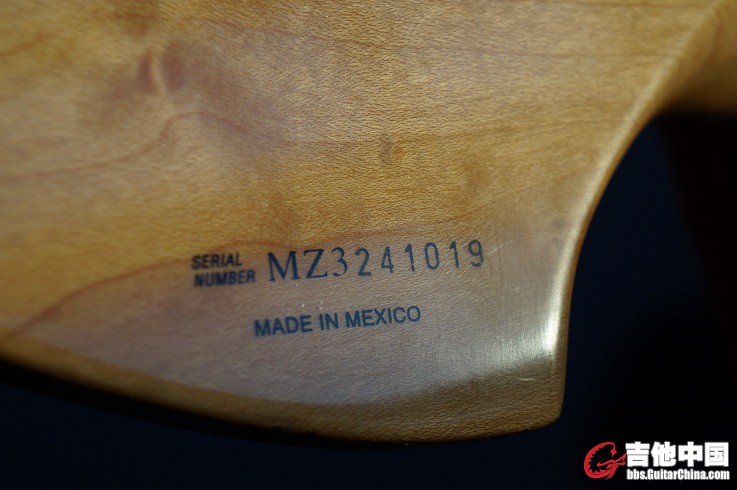 SERIAL
NUMBER MZ3241019
MADE IN MEXICO
吉他中国
bbs.GuitarChina.com